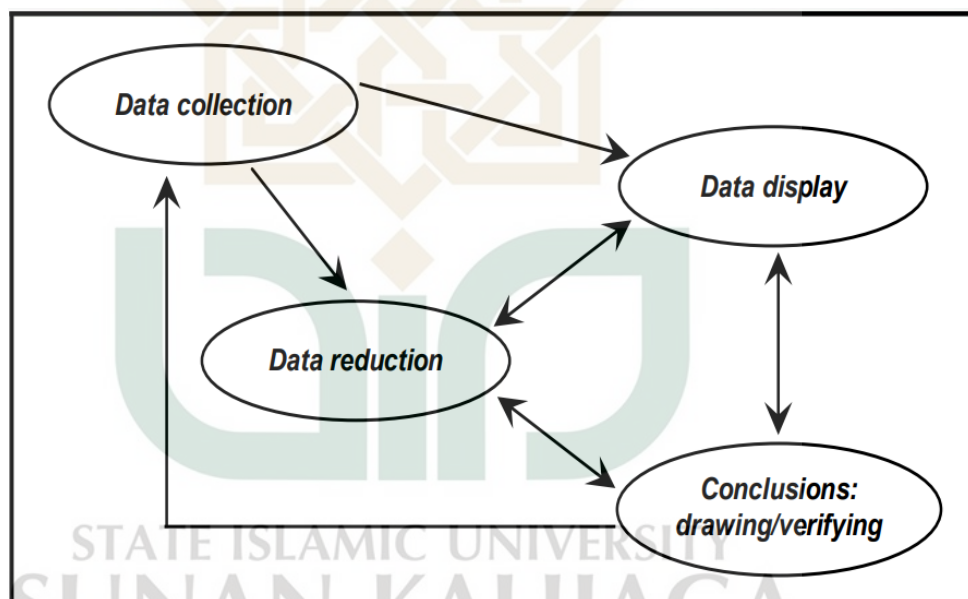 Data collection
Data display
Data reduction
Conclusions:
drawing/verifying
STATE ISLAMIC UNIVERSITY
SUNAN KALIJAGA